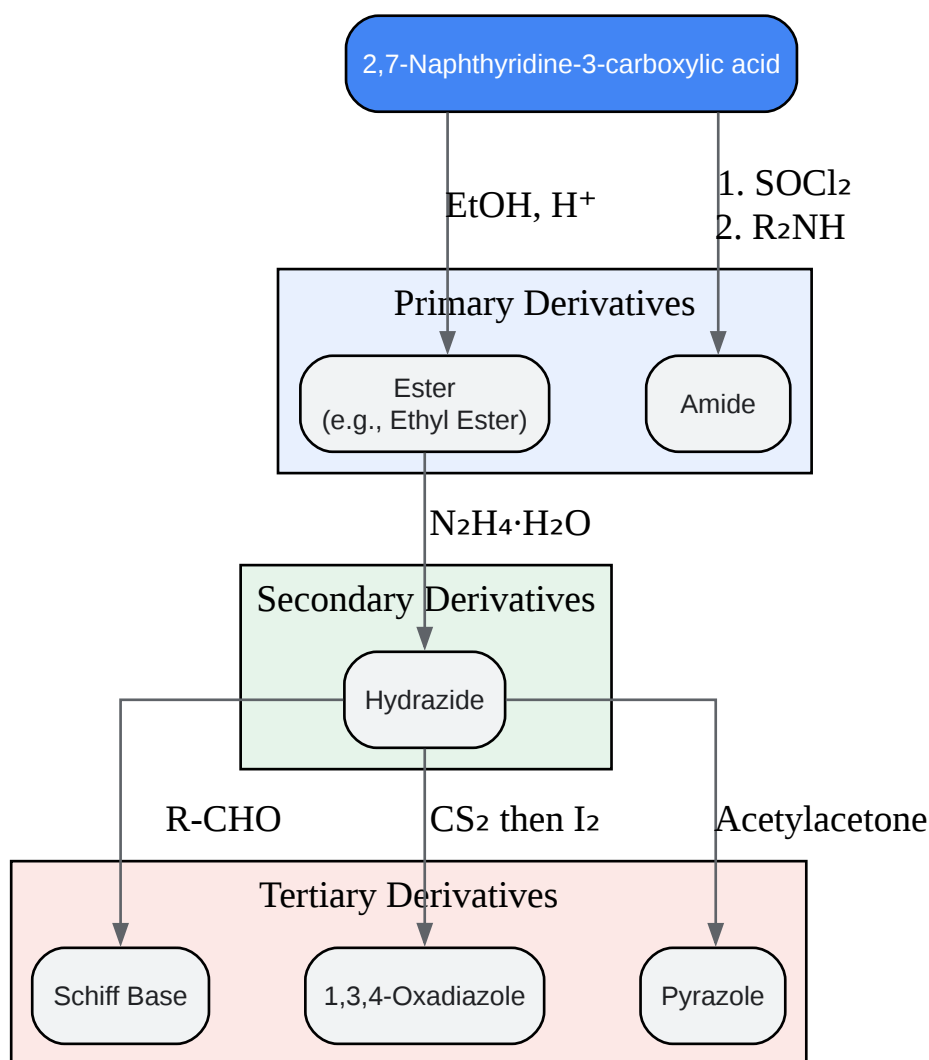 2,7-Naphthyridine-3-carboxylic acid
EtOH, H⁺
1. SOCl₂
2. R₂NH
Primary Derivatives
Ester
(e.g., Ethyl Ester)
Amide
N₂H₄·H₂O
Secondary Derivatives
Hydrazide
R-CHO
CS₂ then I₂
Acetylacetone
Tertiary Derivatives
Schiff Base
1,3,4-Oxadiazole
Pyrazole